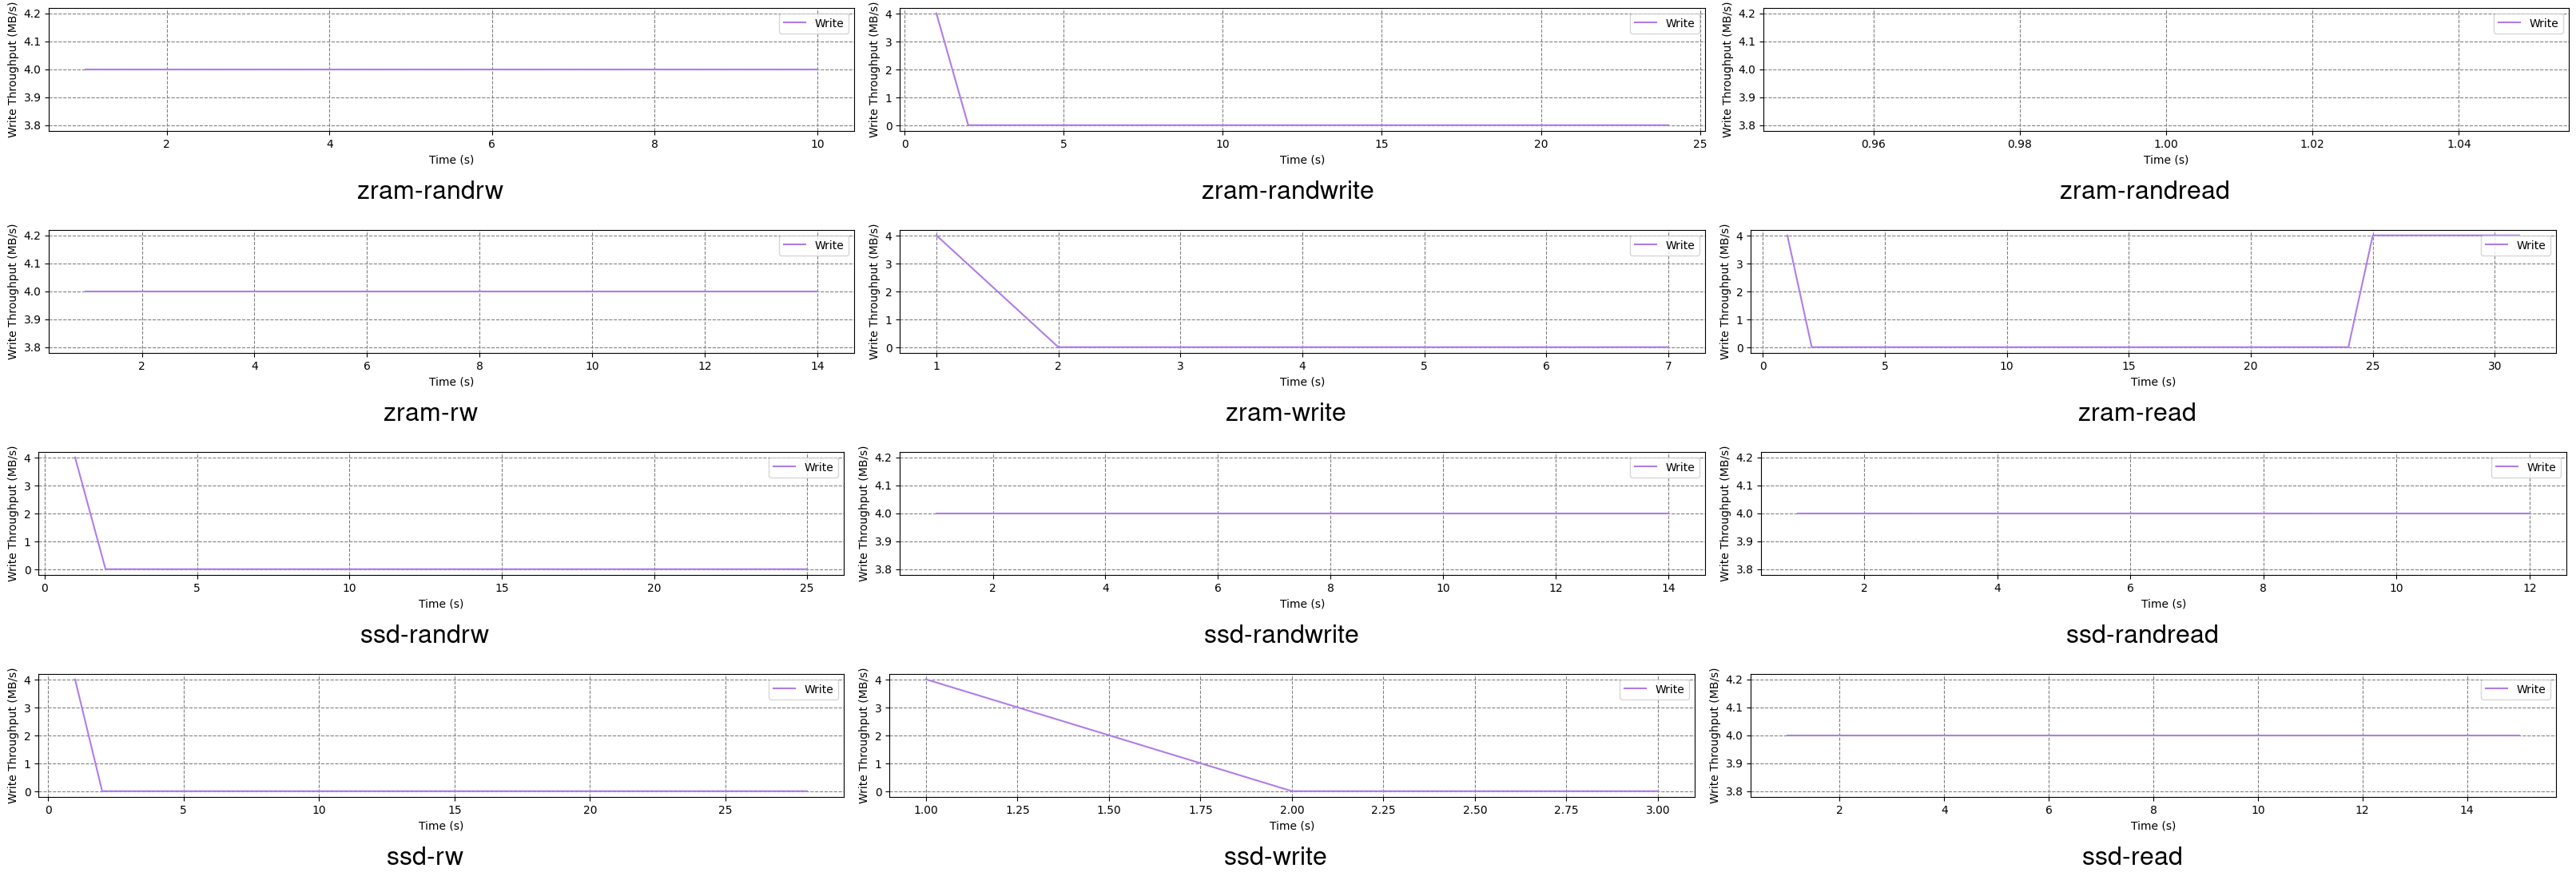 Write Throughput (MB/s)
4.2
4.1
4.0
3.9
3.8
Write
2 4 6 8 10
Time (s)
zram-randrw
Write Throughput (MB/s)
4
3
2
1
0
Write
0 5 10 15 20 25
Time (s)
zram-randwrite
Write Throughput (MB/s)
4.2
4.1
4.0
3.9
3.8
Write
0.96 0.98 1.00 1.02 1.04
Time (s)
zram-randread
Write Throughput (MB/s)
4.2
4.1
4.0
3.9
3.8
Write
2 4 6 8 10 12 14
Time (s)
zram-rw
Write Throughput (MB/s)
4
3
2
1
0
Write
1 2 3 4 5 6 7
Time (s)
zram-write
Write Throughput (MB/s)
4
3
2
1
0
Write
0 5 10 15 20 25 30
Time (s)
zram-read
Write Throughput (MB/s)
4
3
2
1
0
Write
0 5 10 15 20 25
Time (s)
ssd-randrw
Write Throughput (MB/s)
4.2
4.1
4.0
3.9
3.8
Write
2 4 6 8 10 12 14
Time (s)
ssd-randwrite
Write Throughput (MB/s)
4.2
4.1
4.0
3.9
3.8
Write
2 4 6 8 10 12
Time (s)
ssd-randread
Write Throughput (MB/s)
4
3
2
1
0
Write
0 5 10 15 20 25
Time (s)
ssd-rw
Write Throughput (MB/s)
4
3
2
1
0
Write
1.00 1.25 1.50 1.75 2.00 2.25 2.50 2.75 3.00
Time (s)
ssd-write
Write Throughput (MB/s)
4.2
4.1
4.0
3.9
3.8
Write
2 4 6 8 10 12 14
Time (s)
ssd-read